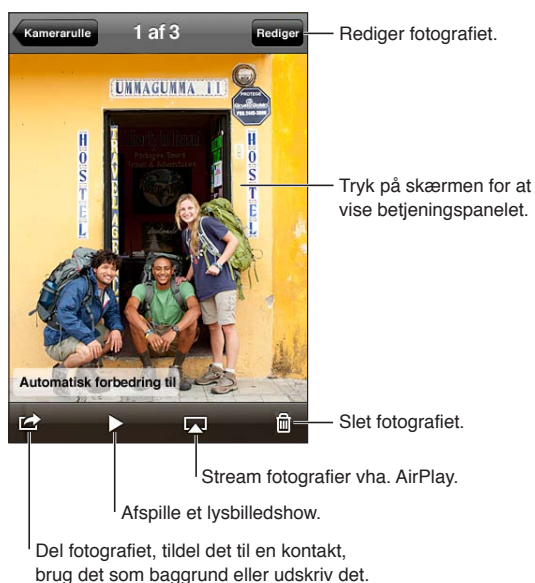 Kamerarulle
1 af 3
Rediger
Rediger fotografiet.
UMMAGUMMA II
PROTEGE
HOSTEL
HOSTEL
Tryk på skærmen for at
vise betjeningspanelet.
Automatisk forbedring til
Slet fotografiet.
Stream fotografier vha. AirPlay.
Afspille et lysbilledshow.
Del fotografiet, tildel det til en kontakt,
brug det som baggrund eller udskriv det.